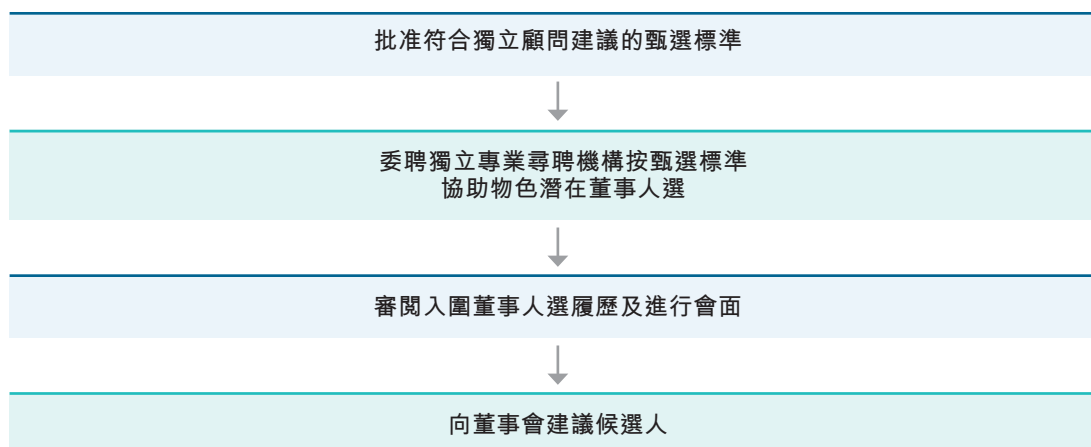 批准符合獨立顧問建議的甄選標準
委聘獨立專業尋聘機構按甄選標準
協助物色潛在董事人選
審閲入圍董事人選履歷及進行會面
向董事會建議候選人